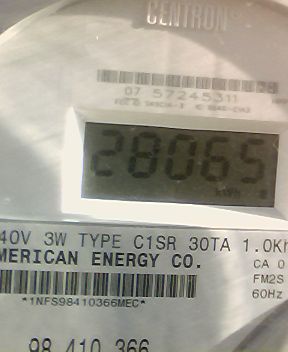 CENTRON®
07 57245311
28065
kWh
40V 3W TYPE C1SR 30TA 1.0Kh
MERICAN ENERGY CO.
CA 0
FM2S
60Hz
*1NFS98410366MEC*
98 410 366